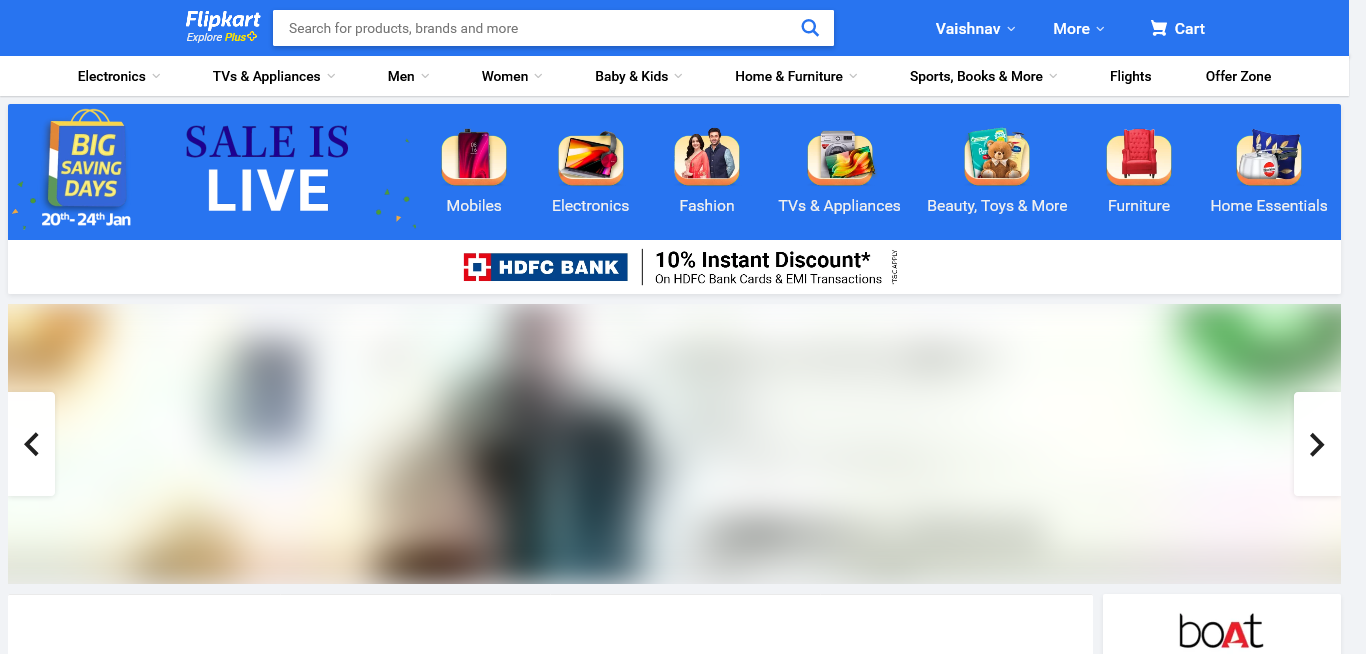 Flipkart
Explore Plus
Search for products, brands and more
Vaishnav
More
Cart
Electronics
TVs & Appliances
Men
Women
Baby & Kids
Home & Furniture
Sports, Books & More
Flights
Offer Zone
BIG
SAVING
DAYS
20th - 24th Jan
SALE IS
LIVE
Mobiles
Electronics
Fashion
TVs & Appliances
Beauty, Toys & More
Furniture
Home Essentials
HDFC BANK
10% Instant Discount*
On HDFC Bank Cards & EMI Transactions
*T&C APPLY
boAt